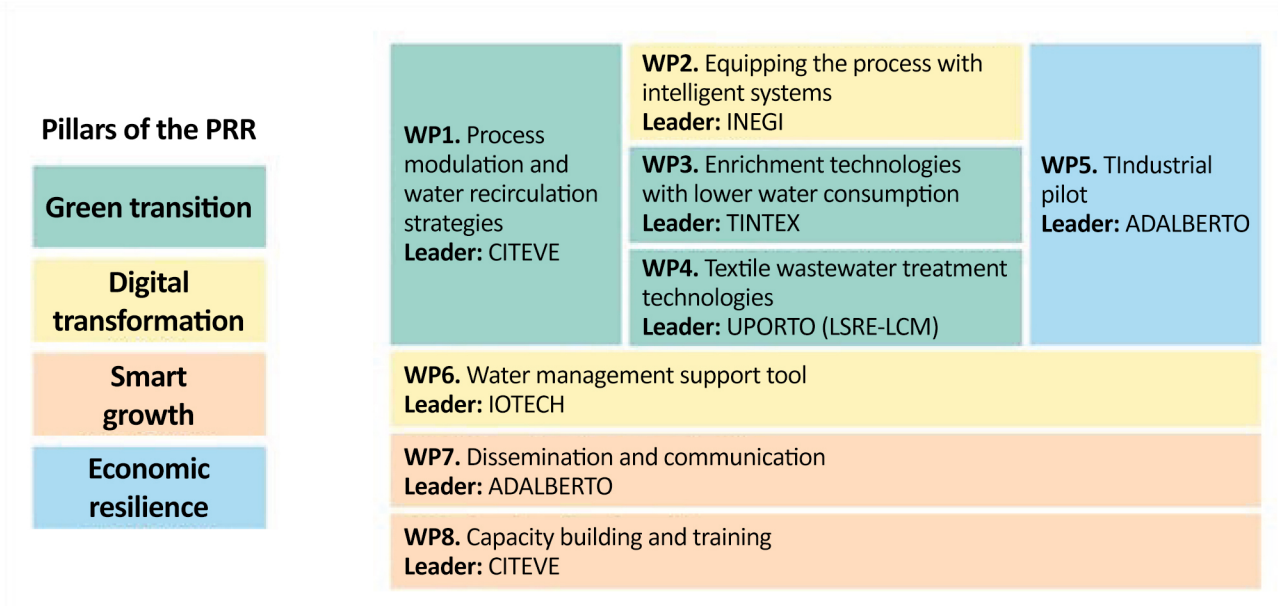 Pillars of the PRR
Green transition
Digital
transformation
Smart
growth
Economic
resilience
WP1. Process
modulation and
water recirculation
strategies
Leader: CITEVE
WP2. Equipping the process with
intelligent systems
Leader: INEGI
WP3. Enrichment technologies
with lower water consumption
Leader: TINTEX
WP4. Textile wastewater treatment
technologies
Leader: UPORTO (LSRE-LCM)
WP5. TIndustrial
pilot
Leader: ADALBERTO
WP6. Water management support tool
Leader: IOTECH
WP7. Dissemination and communication
Leader: ADALBERTO
WP8. Capacity building and training
Leader: CITEVE